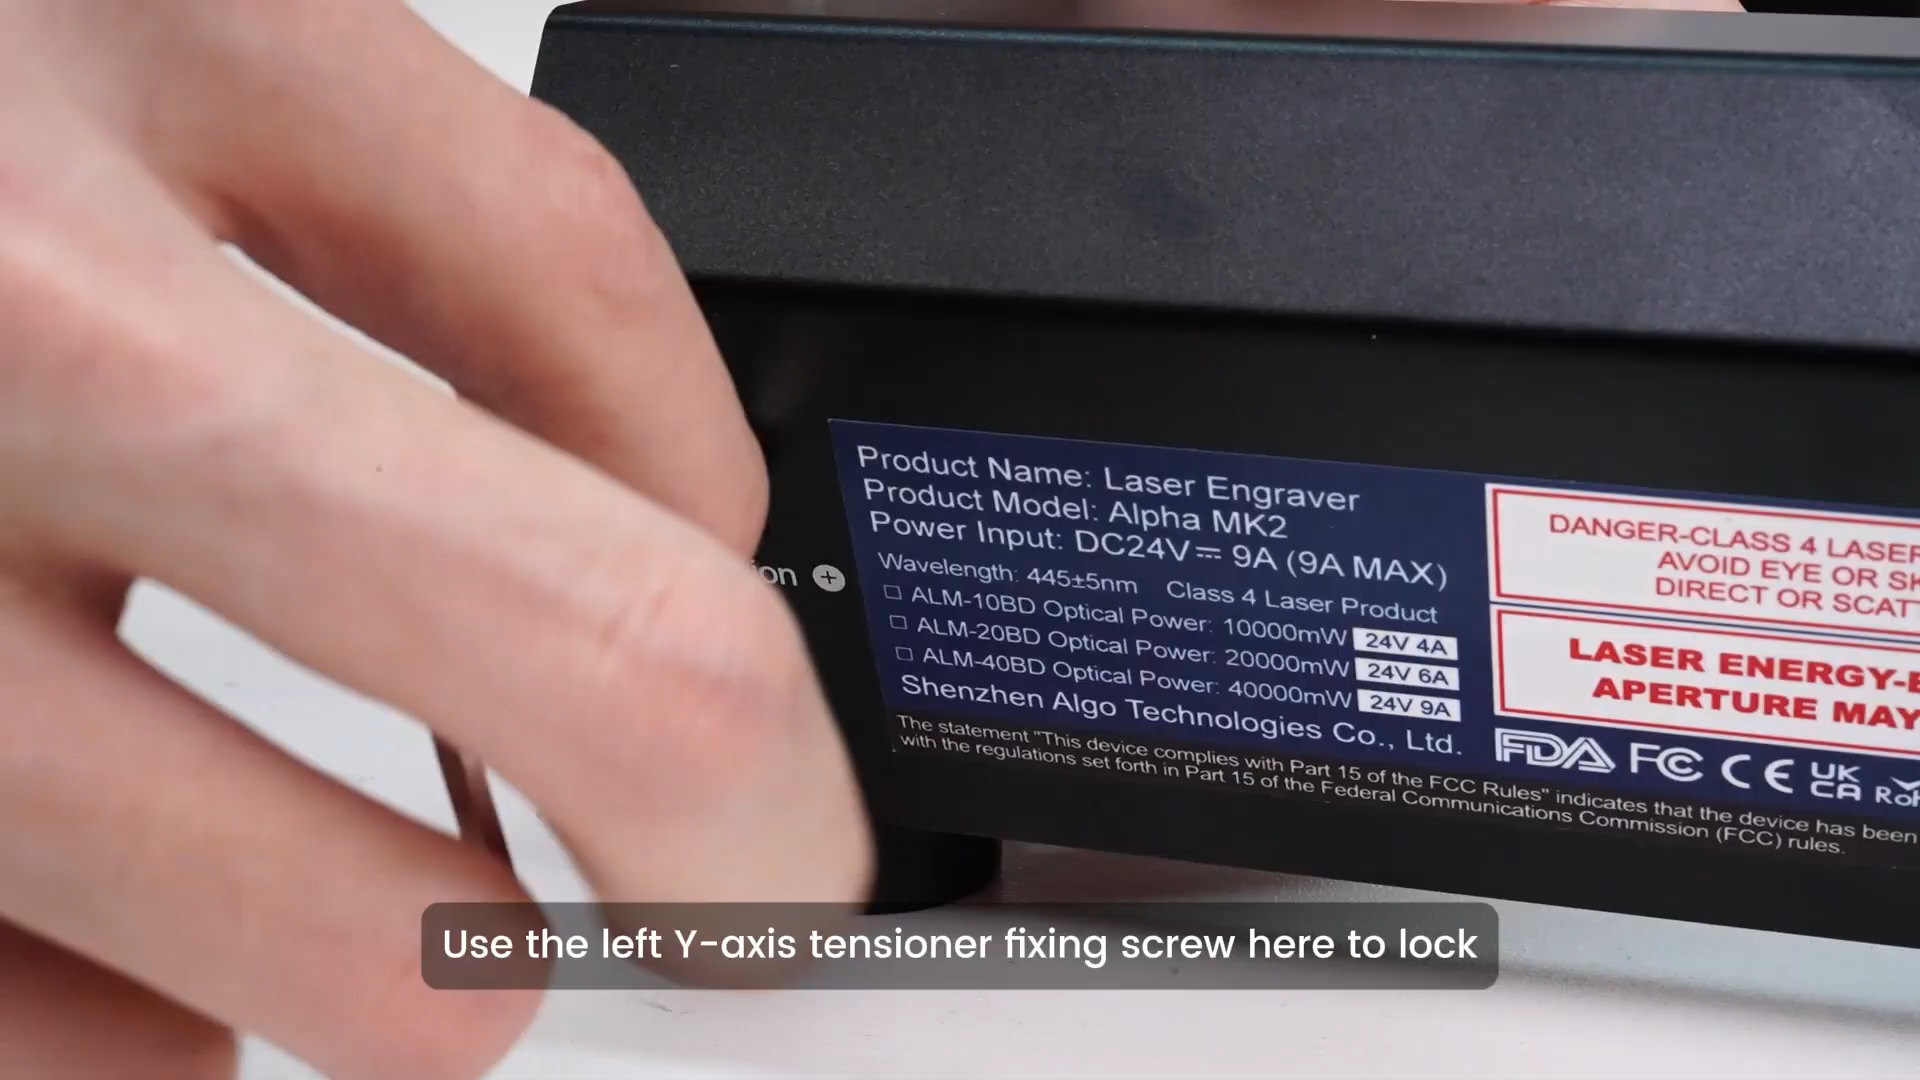 Product Name: Laser Engraver
Product Model: Alpha MK2
Power Input: DC24V⎓ 9A (9A MAX)
Wavelength: 445±5nm Class 4 Laser Product
☐ ALM-10BD Optical Power: 10000mW 24V 4A
☐ ALM-20BD Optical Power: 20000mW 24V 6A
☐ ALM-40BD Optical Power: 40000mW 24V 9A
Shenzhen Algo Technologies Co., Ltd.
The statement "This device complies with Part 15 of the FCC Rules" indicates that the device has been
with the regulations set forth in Part 15 of the Federal Communications Commission (FCC) rules.
DANGER-CLASS 4 LASER
AVOID EYE OR
DIRECT OR
LASER
APERTURE MAY
FDA FC CE UK CA
Use the left Y-axis tensioner fixing screw here to lock